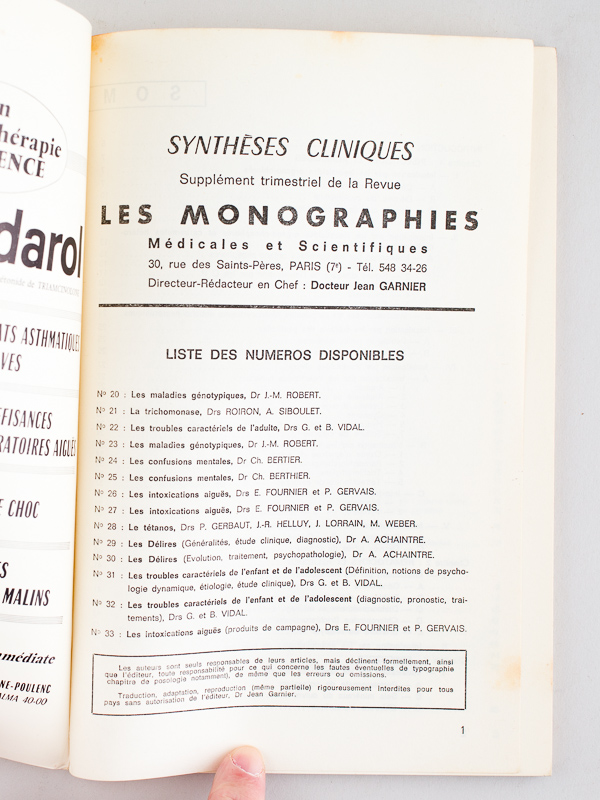 n
hérapie
ENCE
darol
ATS ASTHMATIQUES
VES
FFISANCES
RATOIRES AIGUËS
E CHOC
S
MALINS
mmédiate
NE-POULENC
ALMA 40-00
SOM
SYNTHÈSES CLINIQUES
Supplément trimestriel de la Revue
LES MONOGRAPHIES
Médicales et Scientifiques
30, rue des Saints-Pères, PARIS (7e) - Tél. 548 34-26
Directeur-Rédacteur en Chef : Docteur Jean GARNIER
LISTE DES NUMEROS DISPONIBLES
No 20 : Les maladies génotypiques, Dr J.-M. ROBERT.
No 21 : La trichomonase, Drs ROIRON, A. SIBOULET.
No 22 : Les troubles caractériels de l'adulte, Drs G. et B. VIDAL.
No 23 : Les maladies génotypiques, Dr J.-M. ROBERT.
No 24 : Les confusions mentales, Dr Ch. BERTIER.
No 25 : Les confusions mentales, Dr Ch. BERTHIER.
No 26 : Les intoxications aiguës, Drs E. FOURNIER et P. GERVAIS.
No 27 : Les intoxications aiguës, Drs E. FOURNIER et P. GERVAIS.
No 28 : Le tétanos, Drs P. GERBAUT, J.-R. HELLUY, J. LORRAIN, M. WEBER.
No 29 : Les Délires (Généralités, étude clinique, diagnostic), Dr A. ACHAINTRE.
No 30 : Les Délires (Evolution, traitement, psychopathologie), Dr A. ACHAINTRE.
No 31 : Les troubles caractériels de l'enfant et de l'adolescent (Définition, notions de psycho-
logie dynamique, étiologie, étude clinique), Drs G. et B. VIDAL.
No 32 : Les troubles caractériels de l'enfant et de l'adolescent (diagnostic, pronostic, trai-
tements), Drs G. et B. VIDAL.
No 33 : Les intoxications aiguës (produits de campagne), Drs E. FOURNIER et P. GERVAIS.
Les auteurs sont seuls responsables de leurs articles, mais déclinent formellement, ainsi
que l'éditeur, toute responsabilité pour ce qui concerne les fautes éventuelles de typographie
(chapitre de posologie notamment), de même que les erreurs ou omissions.
Traduction, adaptation, reproduction (même partielle) rigoureusement interdites pour tous
pays sans autorisation de l'éditeur, Dr Jean Garnier.
1